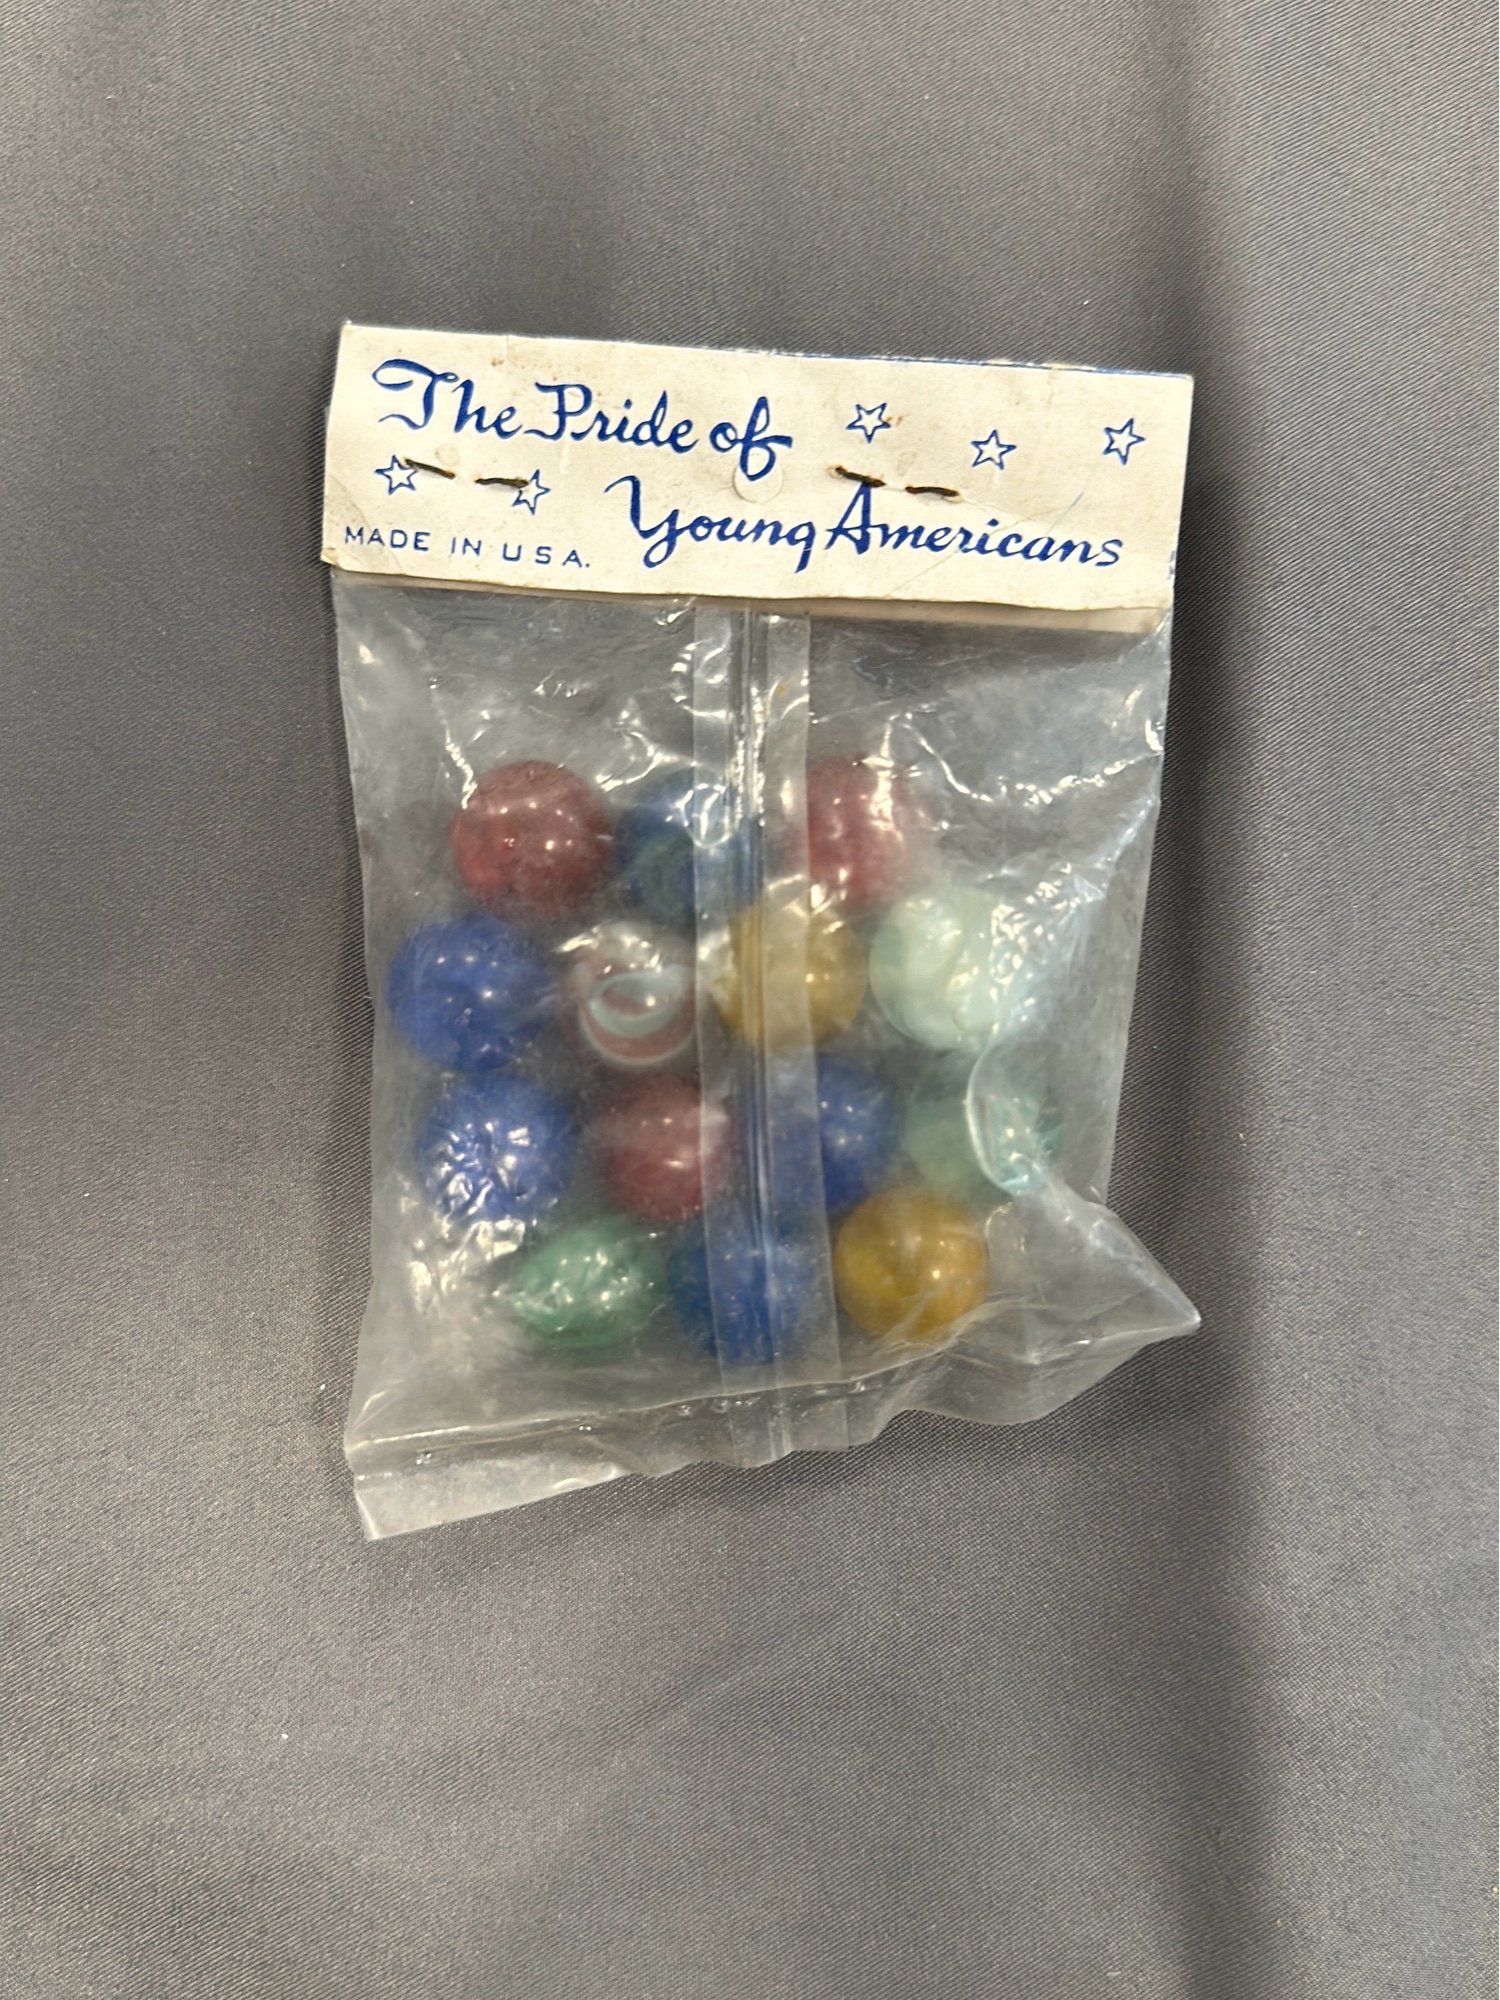 The Pride of
Young Americans
MADE IN U S A.